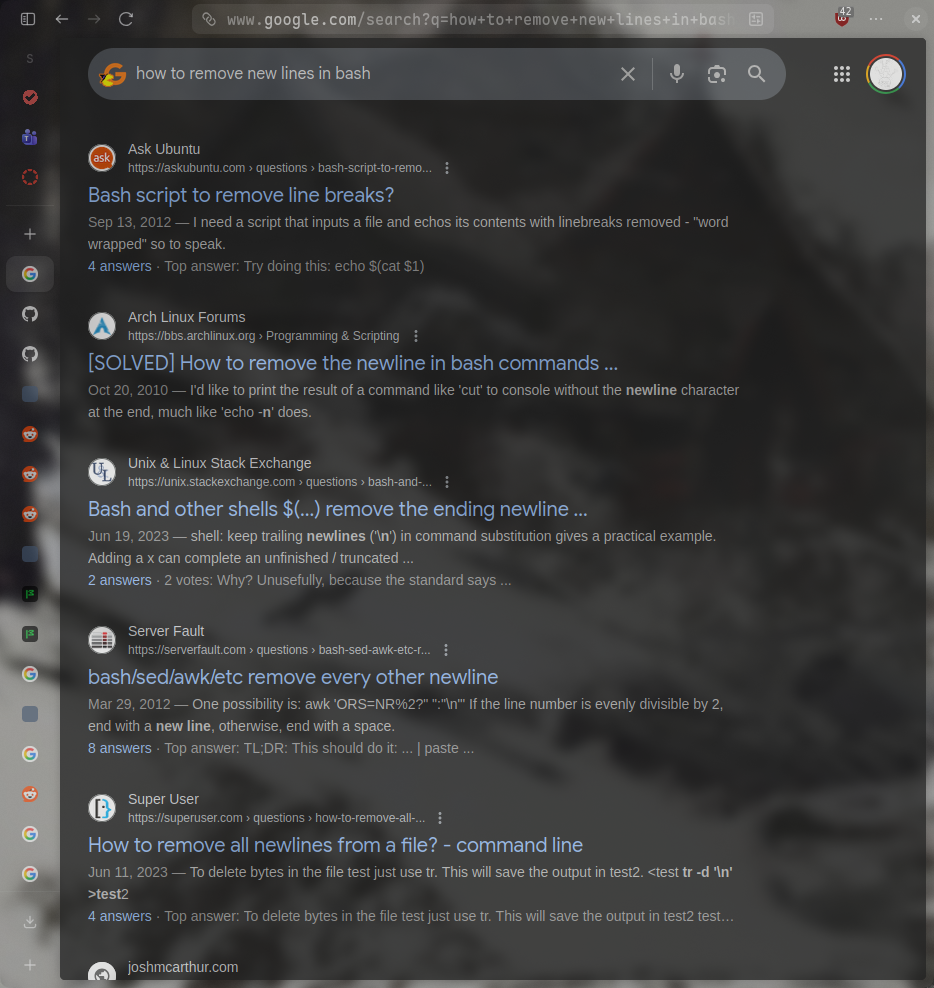 www.google.com/search?q=how+to+remove+new+lines+in+bash
42
S
how to remove new lines in bash
ask
Ask Ubuntu
https://askubuntu.com › questions › bash-script-to-remo...
Bash script to remove line breaks?
Sep 13, 2012 — I need a script that inputs a file and echos its contents with linebreaks removed - "word
wrapped" so to speak.
4 answers · Top answer: Try doing this: echo $(cat $1)
Arch Linux Forums
https://bbs.archlinux.org › Programming & Scripting
[SOLVED] How to remove the newline in bash commands ...
Oct 20, 2010 — I'd like to print the result of a command like 'cut' to console without the newline character
at the end, much like 'echo -n' does.
UL
Unix & Linux Stack Exchange
https://unix.stackexchange.com › questions › bash-and-...
Bash and other shells $(...) remove the ending newline ...
Jun 19, 2023 — shell: keep trailing newlines ('\n') in command substitution gives a practical example.
Adding a x can complete an unfinished / truncated ...
2 answers · 2 votes: Why? Unusefully, because the standard says ...
Server Fault
https://serverfault.com › questions › bash-sed-awk-etc-r...
bash/sed/awk/etc remove every other newline
Mar 29, 2012 — One possibility is: awk 'ORS=NR%2?" ":"\n"' If the line number is evenly divisible by 2,
end with a new line, otherwise, end with a space.
8 answers · Top answer: TL;DR: This should do it: ... | paste ...
Super User
https://superuser.com › questions › how-to-remove-all-...
How to remove all newlines from a file? - command line
Jun 11, 2023 — To delete bytes in the file test just use tr. This will save the output in test2. <test tr -d '\n'
>test2
4 answers · Top answer: To delete bytes in the file test just use tr. This will save the output in test2 test...
joshmcarthur.com